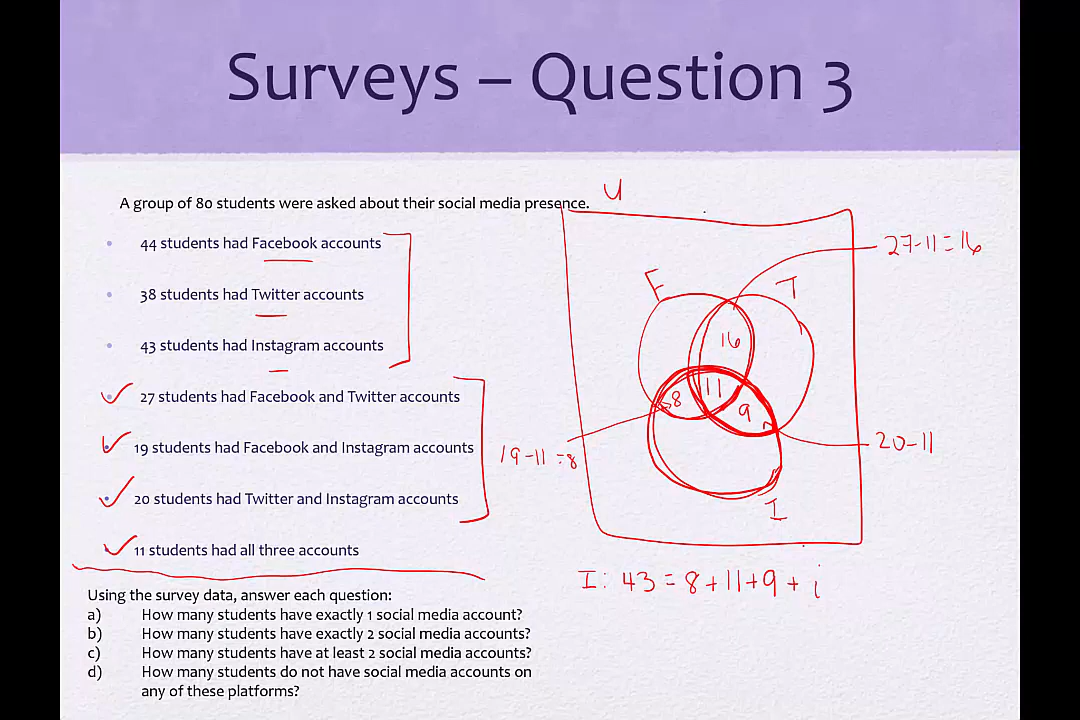 Surveys – Question 3
A group of 80 students were asked about their social media presence.
• 44 students had Facebook accounts
• 38 students had Twitter accounts
• 43 students had Instagram accounts
• 27 students had Facebook and Twitter accounts
• 19 students had Facebook and Instagram accounts
• 20 students had Twitter and Instagram accounts
• 11 students had all three accounts
Using the survey data, answer each question:
a) How many students have exactly 1 social media account?
b) How many students have exactly 2 social media accounts?
c) How many students have at least 2 social media accounts?
d) How many students do not have social media accounts on
any of these platforms?
U
27-11=16
F
T
16
8
11
9
19-11=8
20-11
I
I: 43 = 8+11+9 + i